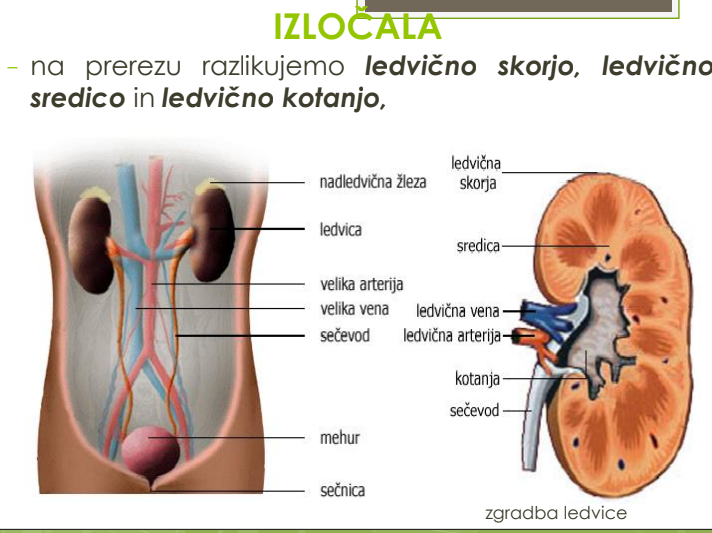 IZLOČALA
– na prerezu razlikujemo ledvično skorjo, ledvično
sredico in ledvično kotanjo,
nadledvična žleza
ledvica
velika arterija
velika vena
sečevod
mehur
sečnica
ledvična
skorja
sredica
ledvična vena
ledvična arterija
kotanja
sečevod
zgradba ledvice